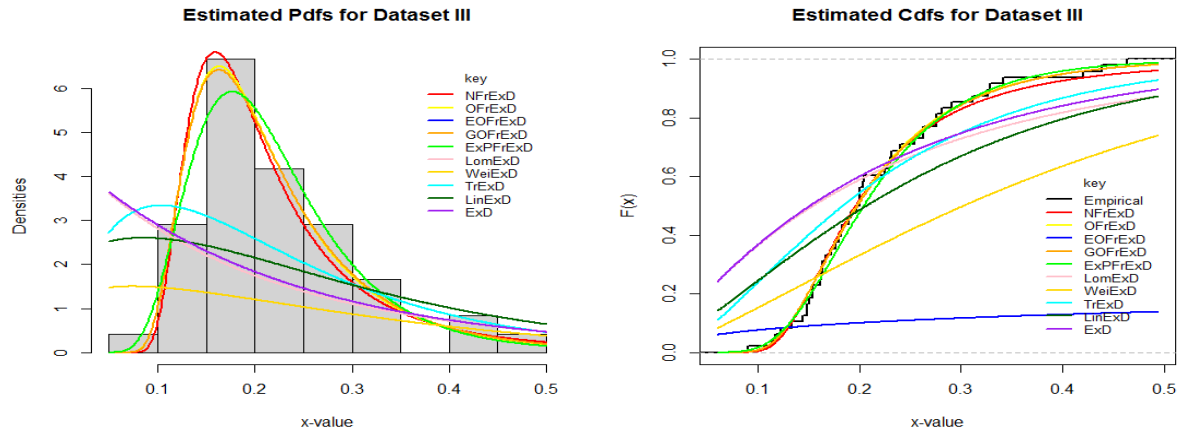 Estimated Pdfs for Dataset III
Densities
6
5
4
3
2
1
0
0.1 0.2 0.3 0.4 0.5
x-value
key
NFrExD
OFrExD
EOFrExD
GOFrExD
ExPFrExD
LomExD
WeiExD
TrExD
LinExD
ExD
Estimated Cdfs for Dataset III
F(x)
1.0
0.8
0.6
0.4
0.2
0.0
0.1 0.2 0.3 0.4 0.5
x-value
key
Empirical
NFrExD
OFrExD
EOFrExD
GOFrExD
ExPFrExD
LomExD
WeiExD
TrExD
LinExD
ExD